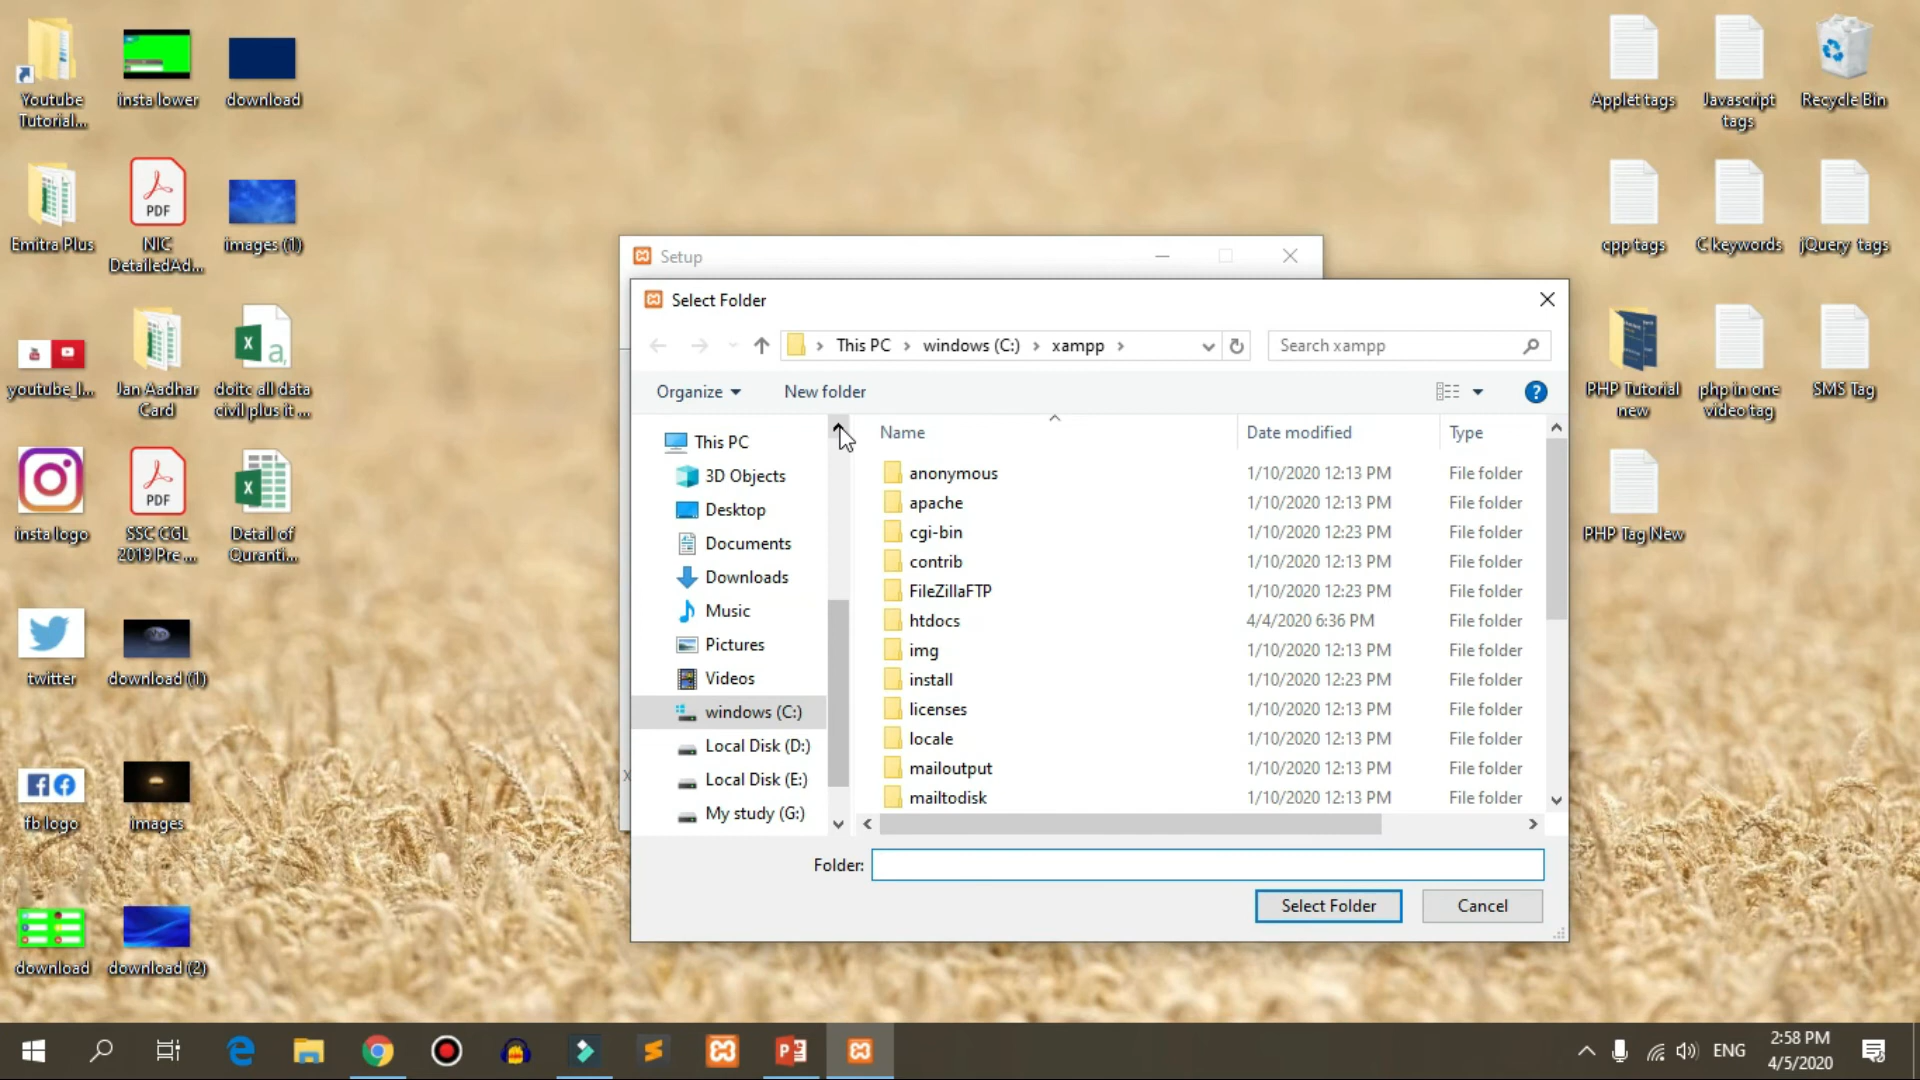 Youtube
Tutorial...
insta lower
download
Applet tags
Javascript
tags
Recycle Bin
Emitra Plus
PDF
NIC
DetailedAd...
images (1)
cpp tags
C keywords
jQuery tags
youtube_l...
Jan Aadhar
Card
doitc all data
civil plus it ...
PHP Tutorial
new
php in one
video tag
SMS Tag
insta logo
PDF
SSC CGL
2019 Pre ...
Detail of
Quranti...
PHP Tag New
twitter
download (1)
fb logo
images
download
download (2)
Setup
Select Folder
This PC
windows (C:)
xampp
Search xampp
Organize
New folder
This PC
3D Objects
Desktop
Documents
Downloads
Music
Pictures
Videos
windows (C:)
Local Disk (D:)
Local Disk (E:)
My study (G:)
Name Date modified Type
anonymous 1/10/2020 12:13 PM File folder
apache 1/10/2020 12:13 PM File folder
cgi-bin 1/10/2020 12:23 PM File folder
contrib 1/10/2020 12:13 PM File folder
FileZillaFTP 1/10/2020 12:23 PM File folder
htdocs 4/4/2020 6:36 PM File folder
img 1/10/2020 12:13 PM File folder
install 1/10/2020 12:23 PM File folder
licenses 1/10/2020 12:13 PM File folder
locale 1/10/2020 12:13 PM File folder
mailoutput 1/10/2020 12:13 PM File folder
mailtodisk 1/10/2020 12:13 PM File folder
Folder:
Select Folder
Cancel
ENG
2:58 PM
4/5/2020